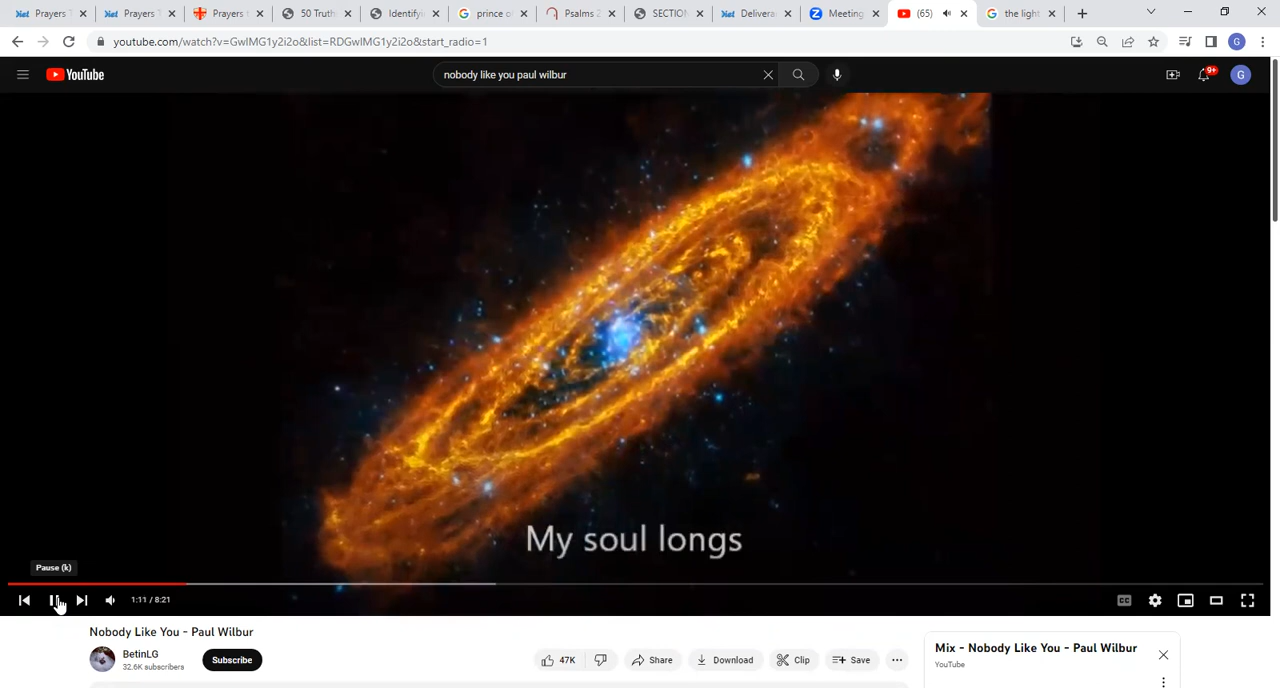 Prayers T
Prayers T
Prayers t
50 Truth
Identifyi
prince o
Psalms 2
SECTION
Delivera
Meeting
(65)
the light
youtube.com/watch?v=GwIMG1y2i2o&list=RDGwIMG1y2i2o&start_radio=1
G
YouTube
nobody like you paul wilbur
9+
G
My soul longs
Pause (k)
1:11 / 8:21
CC
Nobody Like You - Paul Wilbur
BetinLG
32.6K subscribers
Subscribe
47K
Share
Download
Clip
Save
Mix - Nobody Like You - Paul Wilbur
YouTube